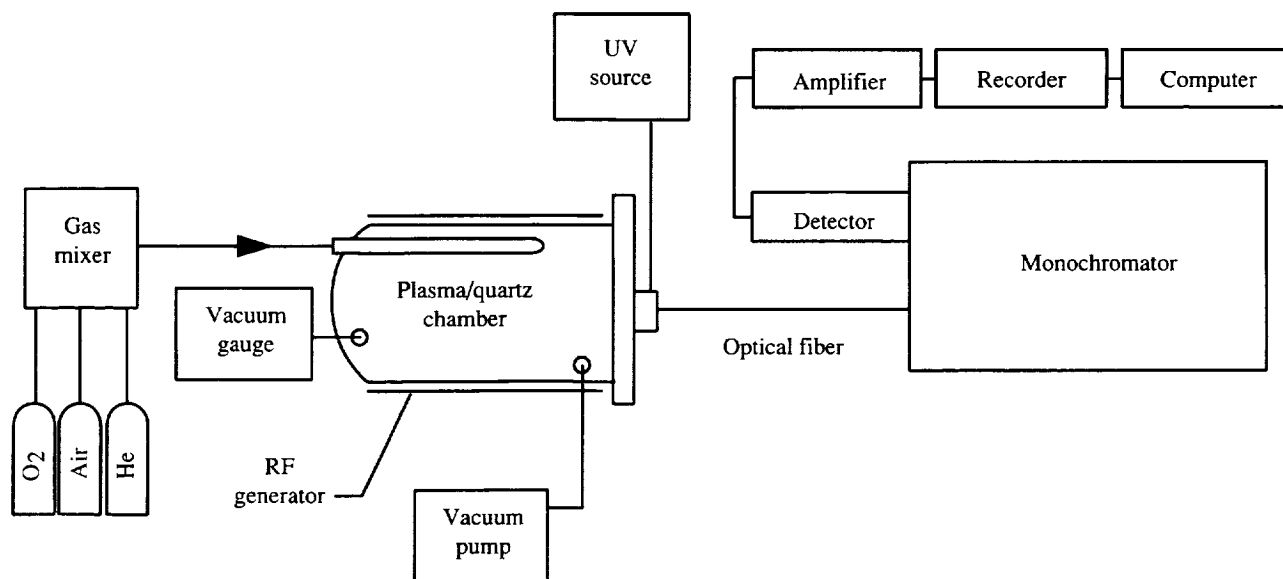 UV
source
Amplifier
Recorder
Computer
Gas
mixer
Detector
Monochromator
Plasma/quartz
chamber
Vacuum
gauge
Optical fiber
O2
Air
He
RF
generator
Vacuum
pump